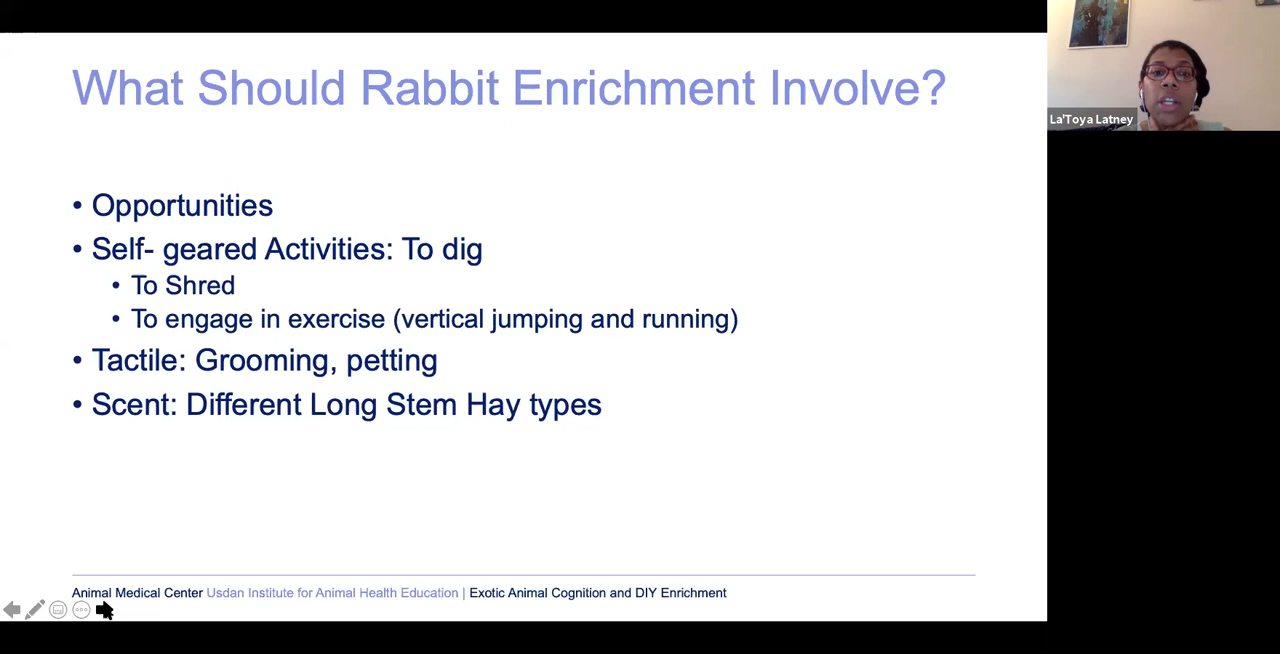 What Should Rabbit Enrichment Involve?
La'Toya Latney
• Opportunities
• Self- geared Activities: To dig
• To Shred
• To engage in exercise (vertical jumping and running)
• Tactile: Grooming, petting
• Scent: Different Long Stem Hay types
Animal Medical Center Usdan Institute for Animal Health Education | Exotic Animal Cognition and DIY Enrichment